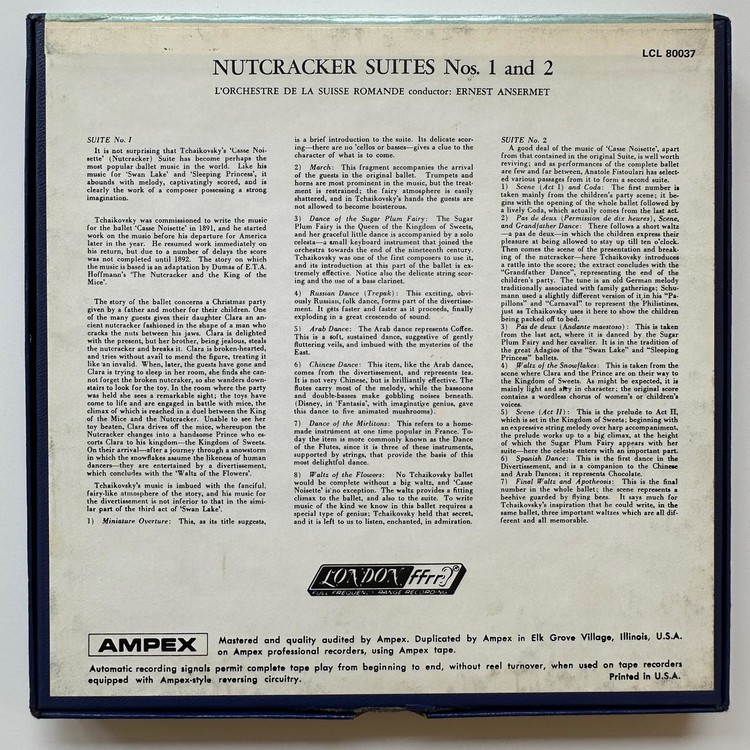 LCL 80037
NUTCRACKER SUITES Nos. 1 and 2
L'ORCHESTRE DE LA SUISSE ROMANDE conductor: ERNEST ANSERMET
SUITE No. 1
It is not surprising that Tchaikovsky's 'Casse Noi-
sette' (Nutcracker) Suite has become perhaps the
most popular ballet music in the world. Like his
music for 'Swan Lake' and 'Sleeping Princess', it
abounds with melody, captivatingly scored, and is
clearly the work of a composer possessing a strong
imagination.
Tchaikovsky was commissioned to write the music
for the ballet 'Casse Noisette' in 1891, and he started
work on the music before his departure for America
later in the year. He resumed work immediately on
his return, but due to a number of delays the score
was not completed until 1892. The story on which
the music is based is an adaptation by Dumas of E.T.A.
Hoffmann's 'The Nutcracker and the King of the
Mice'.
The story of the ballet concerns a Christmas party
given by a father and mother for their children. One
of the many guests gives their daughter Clara an an-
cient nutcracker fashioned in the shape of a man who
cracks the nuts between his jaws. Clara is delighted
with the present, but her brother, being jealous, steals
the nutcracker and breaks it. Clara is broken-hearted,
and tries without avail to mend the figure, treating it
like an invalid. When, later, the guests have gone and
Clara is trying to sleep in her room, she finds she can-
not forget the broken nutcracker, so she wanders down-
stairs to look for the toy. In the room where the party
was held she sees a remarkable sight; the toys have
come to life and are engaged in battle with mice, the
climax of which is reached in a duel between the King
of the Mice and the Nutcracker. Unable to see her
toy beaten, Clara drives off the mice, whereupon the
Nutcracker changes into a handsome Prince who es-
corts Clara to his kingdom—the Kingdom of Sweets.
On their arrival—after a journey through a snowstorm
in which the snowflakes assume the likeness of human
dancers—they are entertained by a divertissement,
which concludes with the 'Waltz of the Flowers'.
Tchaikovsky's music is imbued with the fanciful,
fairy-like atmosphere of the story, and his music for
the divertissement is not inferior to that in the simi-
lar part of the third act of 'Swan Lake'.
1) Miniature Overture: This, as its title suggests,
is a brief introduction to the suite. Its delicate scor-
ing—there are no 'cellos or basses—gives a clue to the
character of what is to come.
2) March: This fragment accompanies the arrival
of the guests in the original ballet. Trumpets and
horns are most prominent in the music, but the treat-
ment is restrained; the fairy atmosphere is easily
shattered, and in Tchaikovsky's hands the guests are
not allowed to become boisterous.
3) Dance of the Sugar Plum Fairy: The Sugar
Plum Fairy is the Queen of the Kingdom of Sweets,
and her graceful little dance is accompanied by a solo
celesta—a small keyboard instrument that joined the
orchestra towards the end of the nineteenth century.
Tchaikovsky was one of the first composers to use it,
and its introduction at this part of the ballet is ex-
tremely effective. Notice also the delicate string scor-
ing and the use of a bass clarinet.
4) Russian Dance (Trepak): This exciting, obvi-
ously Russian, folk dance, forms part of the divertisse-
ment. It gets faster and faster as it proceeds, finally
exploding in a great crescendo of sound.
5) Arab Dance: The Arab dance represents Coffee.
This is a soft, sustained dance, suggestive of gently
fluttering veils, and imbued with the mysteries of the
East.
6) Chinese Dance: This item, like the Arab dance,
comes from the divertissement, and represents tea.
It is not very Chinese, but is brilliantly effective. The
flutes carry most of the melody, while the bassoons
and double-basses make gobbling noises beneath.
(Disney, in 'Fantasia', with imaginative genius, gave
this dance to five animated mushrooms).
7) Dance of the Mirlitons: This refers to a home-
made instrument at one time popular in France. To-
day the item is more commonly known as the Dance
of the Flutes, since it is three of these instruments,
supported by strings, that provide the basis of this
most delightful dance.
8) Waltz of the Flowers: No Tchaikovsky ballet
would be complete without a big waltz, and 'Casse
Noisette' is no exception. The waltz provides a fitting
climax to the ballet, and also to the suite. To write
music of the kind we know in this ballet requires a
special type of genius; Tchaikovsky held that secret,
and it is left to us to listen, enchanted, in admiration.
SUITE No. 2
A good deal of the music of 'Casse Noisette', apart
from that contained in the original Suite, is well worth
reviving; and as performances of the complete ballet
are few and far between, Anatole Fistoulari has select-
ed various passages from it to form a second suite.
1) Scene (Act 1) and Coda: The first number is
taken mainly from the children's party scene; it be-
gins with the opening of the whole ballet followed by
a lively Coda, which actually comes from the last act.
2) Pas de deux (Permission de dix heures), Scene,
and Grandfather Dance: There follows a short waltz
—a pas de deux—in which the children express their
pleasure at being allowed to stay up till ten o'clock.
Then comes the scene of the presentation and break-
ing of the nutcracker—here Tchaikovsky introduces
a rattle into the score; the extract concludes with the
"Grandfather Dance", representing the end of the
children's party. The tune is an old German melody
traditionally associated with family gatherings; Schu-
mann used a slightly different version of it in his "Pa-
pillons" and "Carnaval" to represent the Philistines,
just as Tchaikovsky uses it here to show the children
being packed off to bed.
3) Pas de deux (Andante maestoso): This is taken
from the last act, where it is danced by the Sugar
Plum Fairy and her cavalier. It is in the tradition of
the great Adagios of the "Swan Lake" and "Sleeping
Princess" ballets.
4) Waltz of the Snowflakes: This is taken from the
scene where Clara and the Prince are on their way to
the Kingdom of Sweets. As might be expected, it is
mainly light and airy in character; the original score
contains a wordless chorus of women's or children's
voices.
5) Scene (Act II): This is the prelude to Act II,
which is set in the Kingdom of Sweets; beginning with
an expressive string melody over harp accompaniment,
the prelude works up to a big climax, at the height
of which the Sugar Plum Fairy appears with her
suite—here the celesta enters with an important part.
6) Spanish Dance: This is the first dance in the
Divertissement, and is a companion to the Chinese
and Arab Dances; it represents Chocolate.
7) Final Waltz and Apotheosis: This is the final
number in the whole ballet; the scene represents a
beehive guarded by flying bees. It says much for
Tchaikovsky's inspiration that he could write, in the
same ballet, three important waltzes which are all dif-
ferent and all memorable.
LONDON ffrr
FULL FREQUENCY RANGE RECORDING
AMPEX
Mastered and quality audited by Ampex. Duplicated by Ampex in Elk Grove Village, Illinois, U.S.A.
on Ampex professional recorders, using Ampex tape.
Automatic recording signals permit complete tape play from beginning to end, without reel turnover, when used on tape recorders
equipped with Ampex-style reversing circuitry.
Printed in U.S.A.